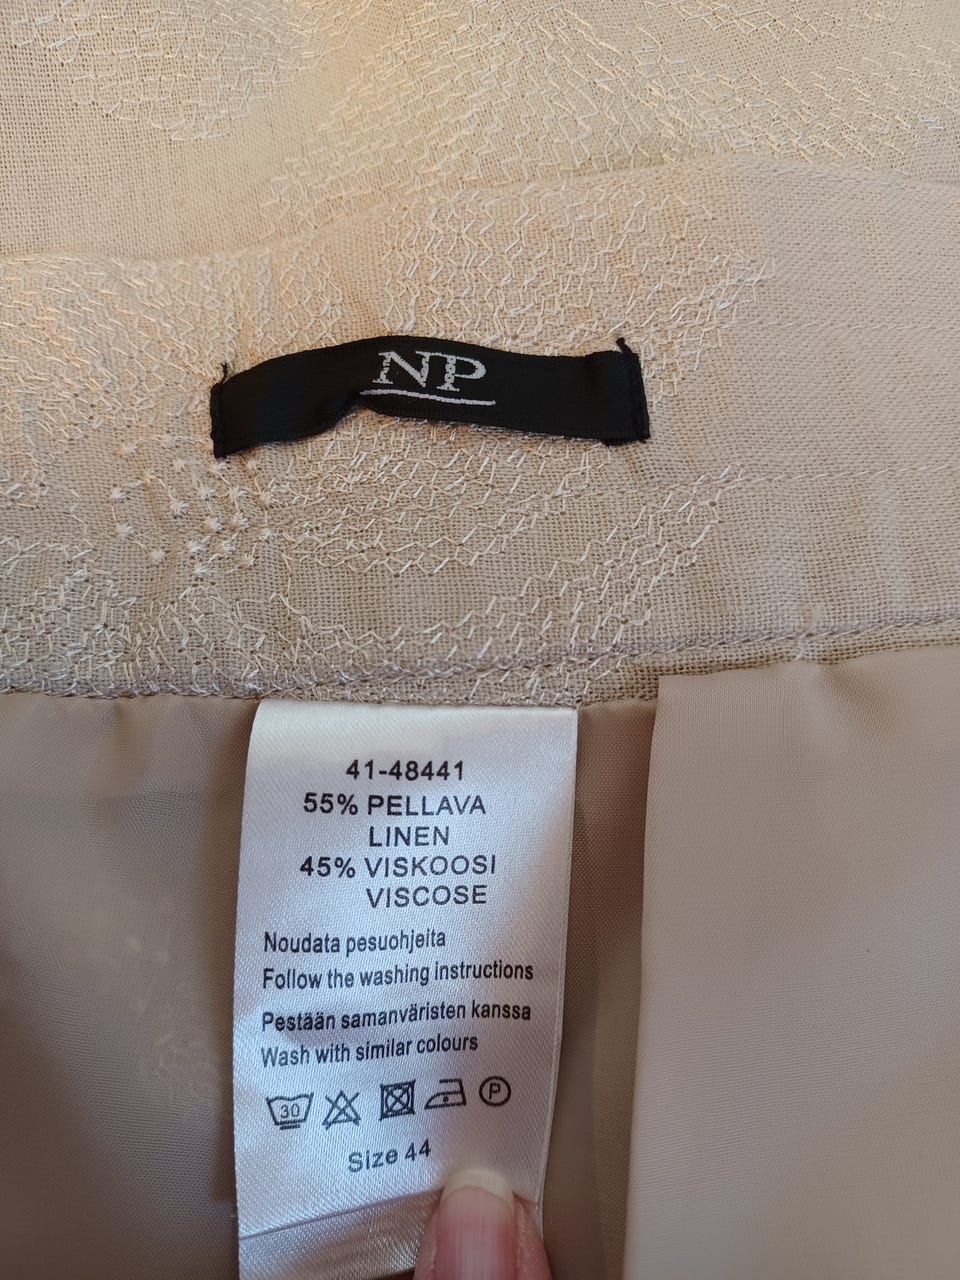 NP
41-48441
55% PELLAVA
LINEN
45% VISKOOSI
VISCOSE
Noudata pesuohjeita
Follow the washing instructions
Pestään samanväristen kanssa
Wash with similar colours
30 P
Size 44